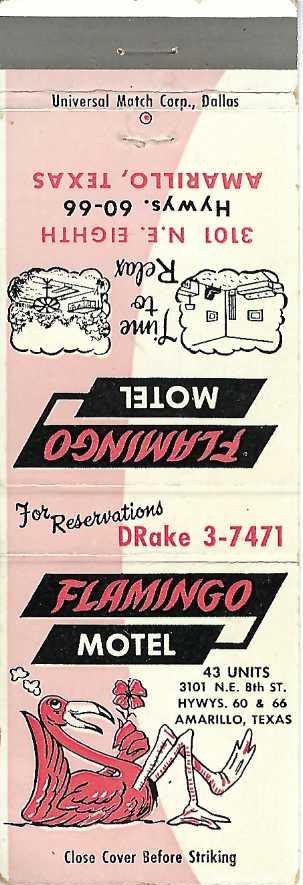 Universal Match Corp., Dallas
FLAMINGO
MOTEL
Time
to
Relax
3101 N.E. EIGHTH
Hywys. 60-66
AMARILLO, TEXAS
For Reservations
DRake 3-7471
FLAMINGO
MOTEL
43 UNITS
3101 N.E. 8th ST.
HYWYS. 60 & 66
AMARILLO, TEXAS
Close Cover Before Striking